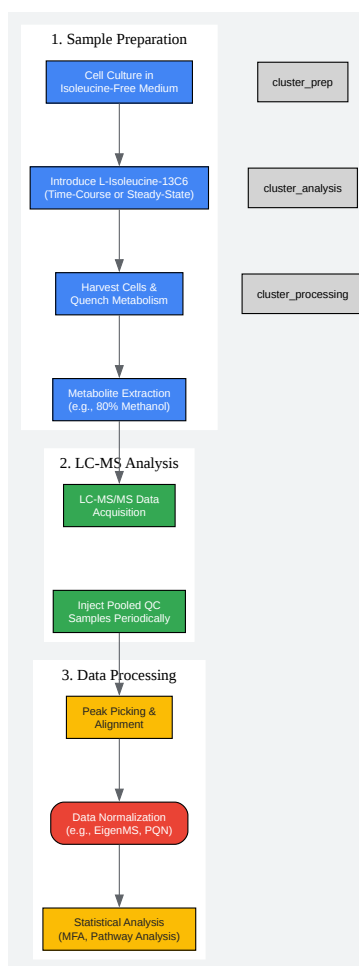 1. Sample Preparation
Cell Culture in
Isoleucine-Free Medium
Introduce L-Isoleucine-13C6
(Time-Course or Steady-State)
Harvest Cells &
Quench Metabolism
Metabolite Extraction
(e.g., 80% Methanol)
2. LC-MS Analysis
LC-MS/MS Data
Acquisition
Inject Pooled QC
Samples Periodically
3. Data Processing
Peak Picking &
Alignment
Data Normalization
(e.g., EigenMS, PQN)
Statistical Analysis
(MFA, Pathway Analysis)
cluster_prep
cluster_analysis
cluster_processing